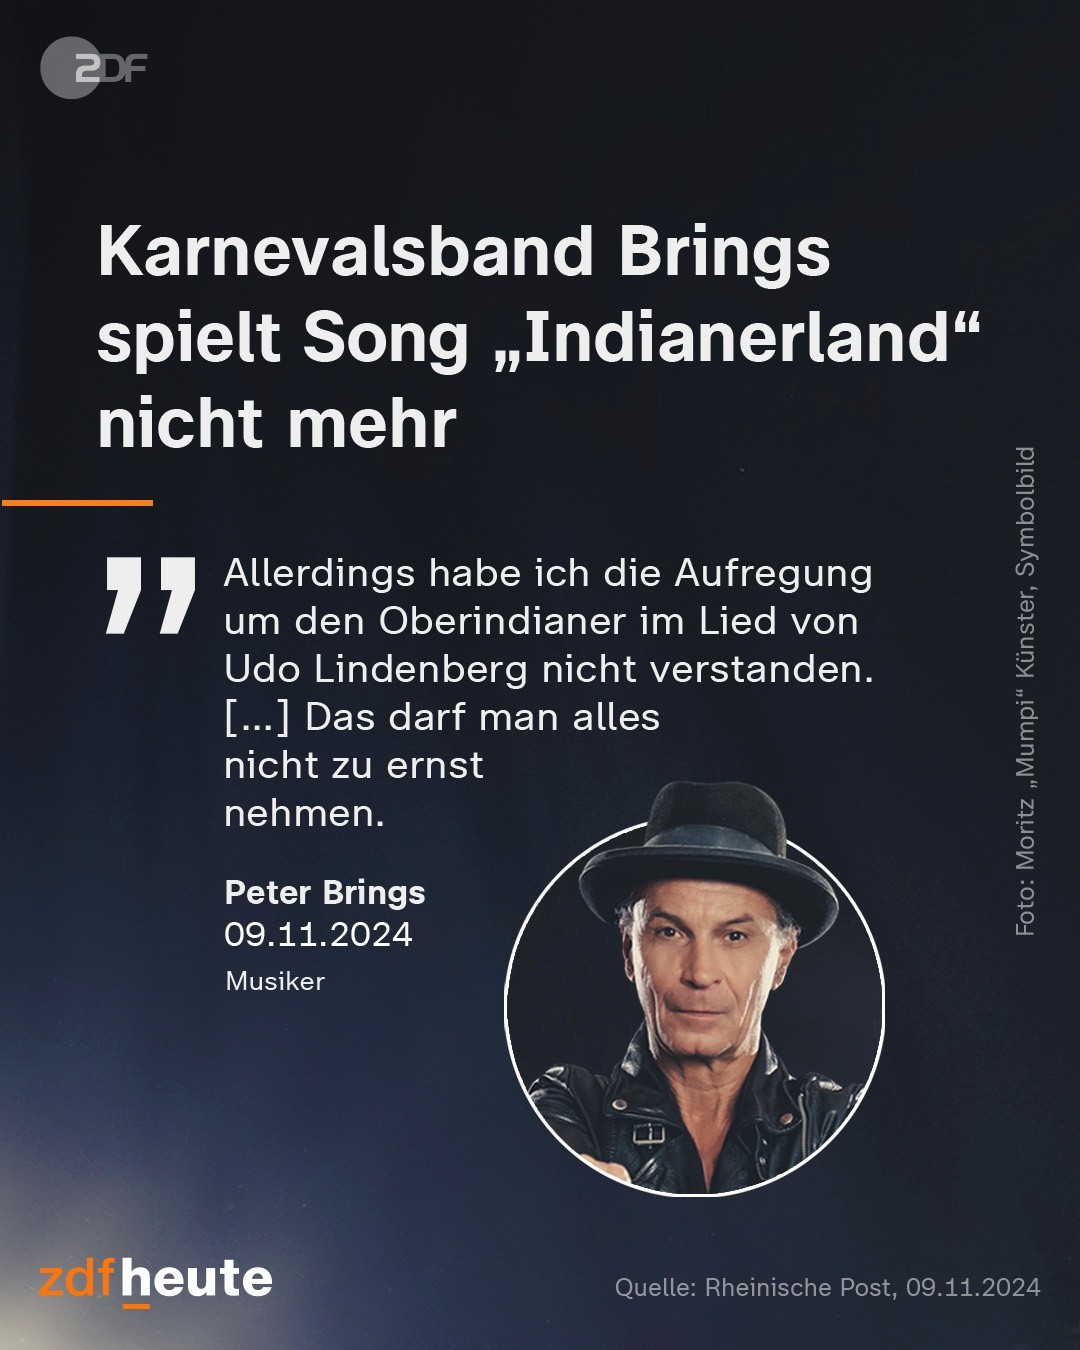 ZDF
Karnevalsband Brings
spielt Song „Indianerland“
nicht mehr
” Allerdings habe ich die Aufregung
um den Oberindianer im Lied von
Udo Lindenberg nicht verstanden.
[...] Das darf man alles
nicht zu ernst
nehmen.
Peter Brings
09.11.2024
Musiker
Foto: Moritz „Mumpi“ Künster, Symbolbild
zdfheute
Quelle: Rheinische Post, 09.11.2024